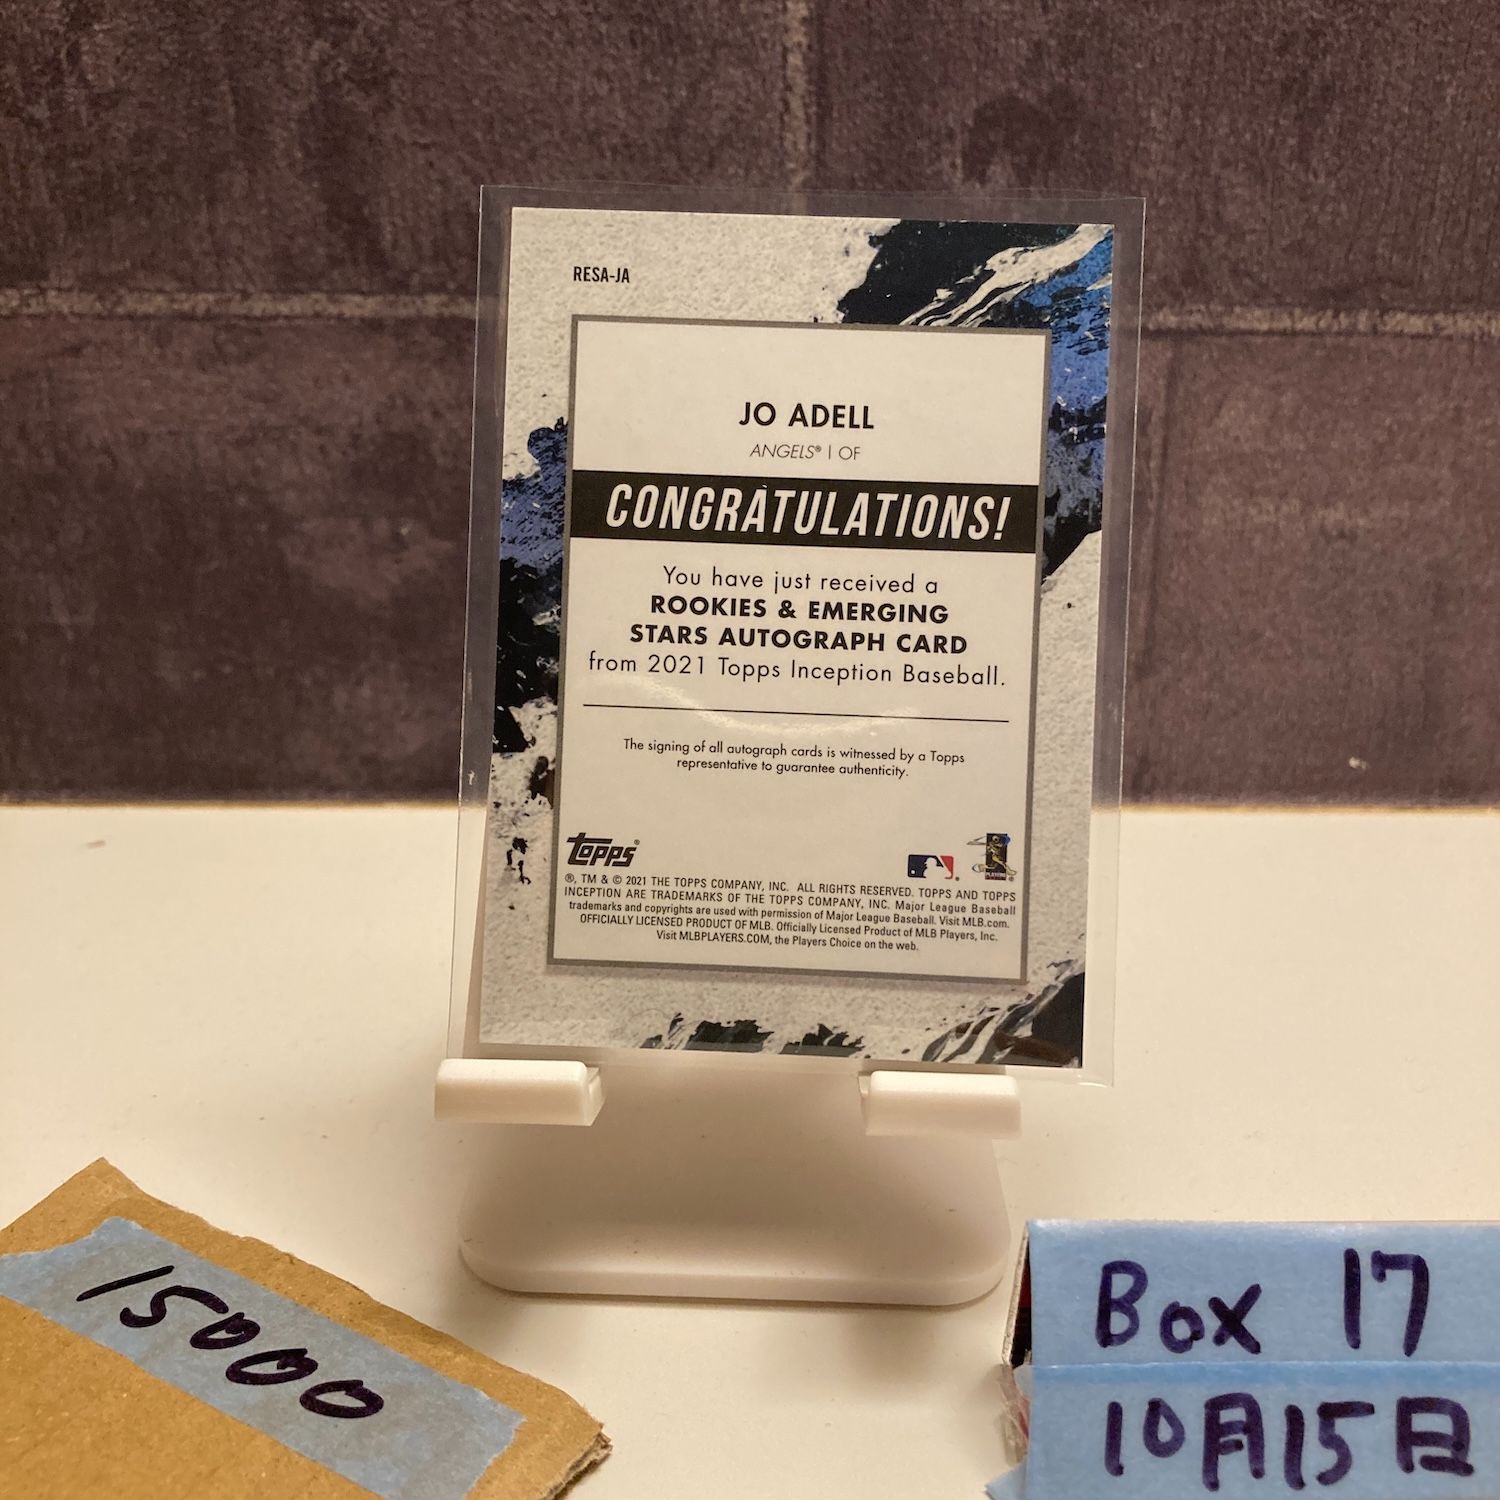 RESA-JA
JO ADELL
ANGELS® | OF
CONGRATULATIONS!
You have just received a
ROOKIES & EMERGING
STARS AUTOGRAPH CARD
from 2021 Topps Inception Baseball.
The signing of all autograph cards is witnessed by a Topps
representative to guarantee authenticity.
topps®
®, TM & © 2021 THE TOPPS COMPANY, INC. ALL RIGHTS RESERVED. TOPPS AND TOPPS
INCEPTION ARE TRADEMARKS OF THE TOPPS COMPANY, INC. Major League Baseball
trademarks and copyrights are used with permission of Major League Baseball. Visit MLB.com.
OFFICIALLY LICENSED PRODUCT OF MLB. Officially Licensed Product of MLB Players, Inc.
Visit MLBPLAYERS.COM, the Players Choice on the web.
15000
Box 17
10月15日